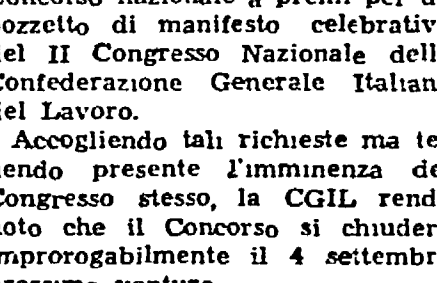 concorso nazionale a premi per u
bozzetto di manifesto celebrativ
del II Congresso Nazionale dell
Confederazione Generale Italian
del Lavoro.
Accogliendo tali richieste ma te
nendo presente l'imminenza de
Congresso stesso, la CGIL rend
noto che il Concorso si chiuder
improrogabilmente il 4 settembr